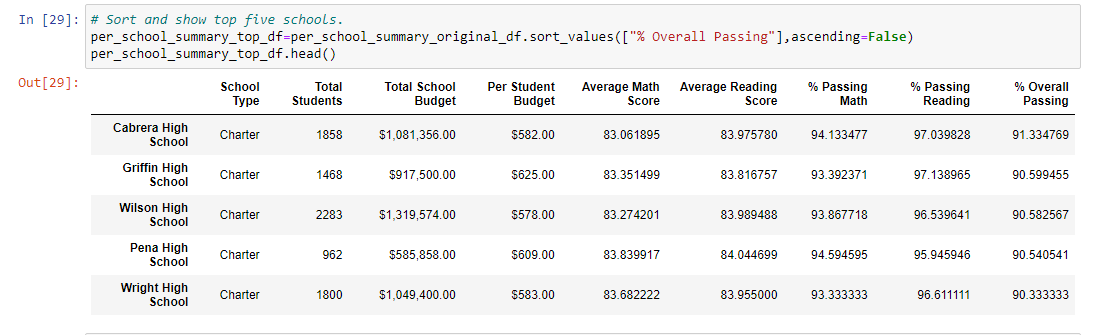 In [29]: # Sort and show top five schools.
per_school_summary_top_df=per_school_summary_original_df.sort_values(["% Overall Passing"],ascending=False)
per_school_summary_top_df.head()
Out[29]:
School Type Total Students Total School Budget Per Student Budget Average Math Score Average Reading Score % Passing Math % Passing Reading % Overall Passing
Cabrera High School Charter 1858 $1,081,356.00 $582.00 83.061895 83.975780 94.133477 97.039828 91.334769
Griffin High School Charter 1468 $917,500.00 $625.00 83.351499 83.816757 93.392371 97.138965 90.599455
Wilson High School Charter 2283 $1,319,574.00 $578.00 83.274201 83.989488 93.867718 96.539641 90.582567
Pena High School Charter 962 $585,858.00 $609.00 83.839917 84.044699 94.594595 95.945946 90.540541
Wright High School Charter 1800 $1,049,400.00 $583.00 83.682222 83.955000 93.333333 96.611111 90.333333